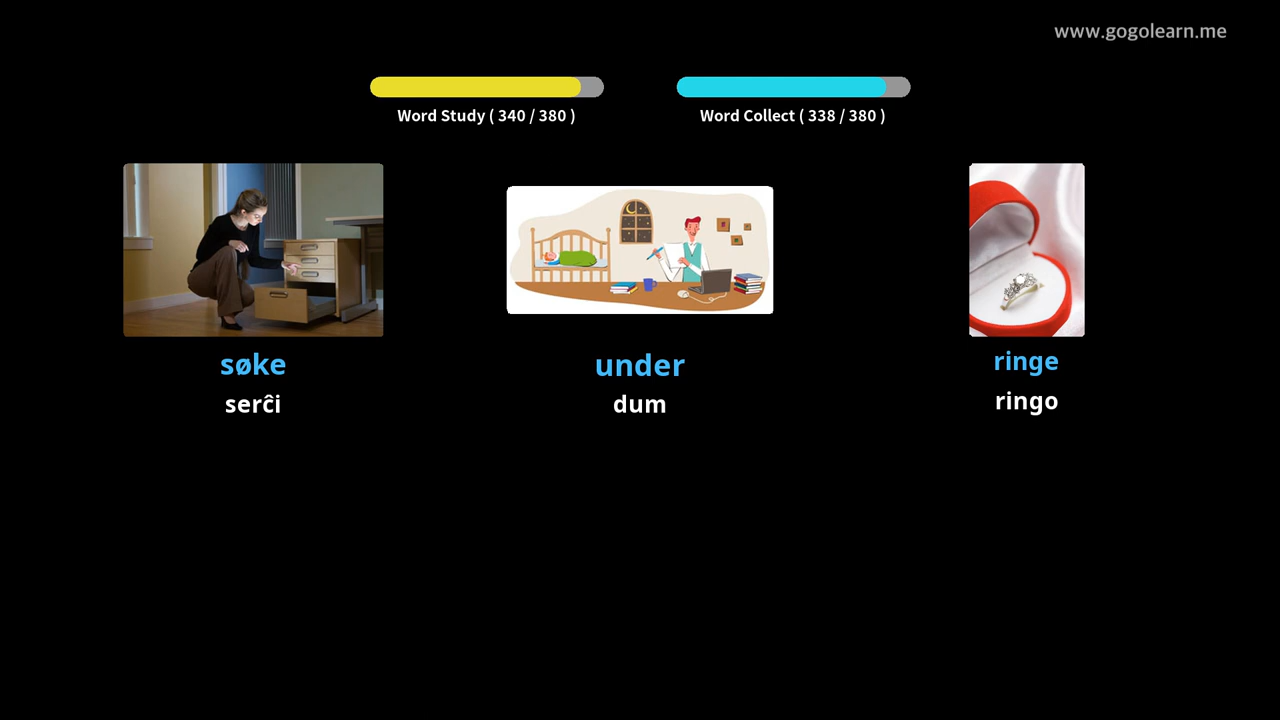 www.gogolearn.me
Word Study ( 340 / 380 )
Word Collect ( 338 / 380 )
søke
serĉi
under
dum
ringe
ringo